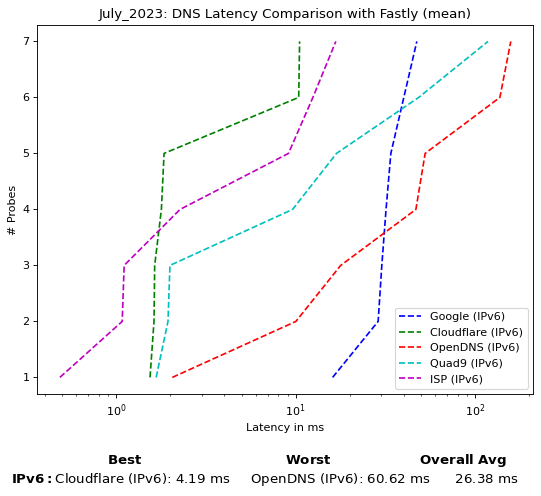 July_2023: DNS Latency Comparison with Fastly (mean)
7
6
5
4
3
2
1
# Probes
Google (IPv6)
Cloudflare (IPv6)
OpenDNS (IPv6)
Quad9 (IPv6)
ISP (IPv6)
10⁰ 10¹ 10²
Latency in ms
Best Worst Overall Avg
IPv6: Cloudflare (IPv6): 4.19 ms OpenDNS (IPv6): 60.62 ms 26.38 ms